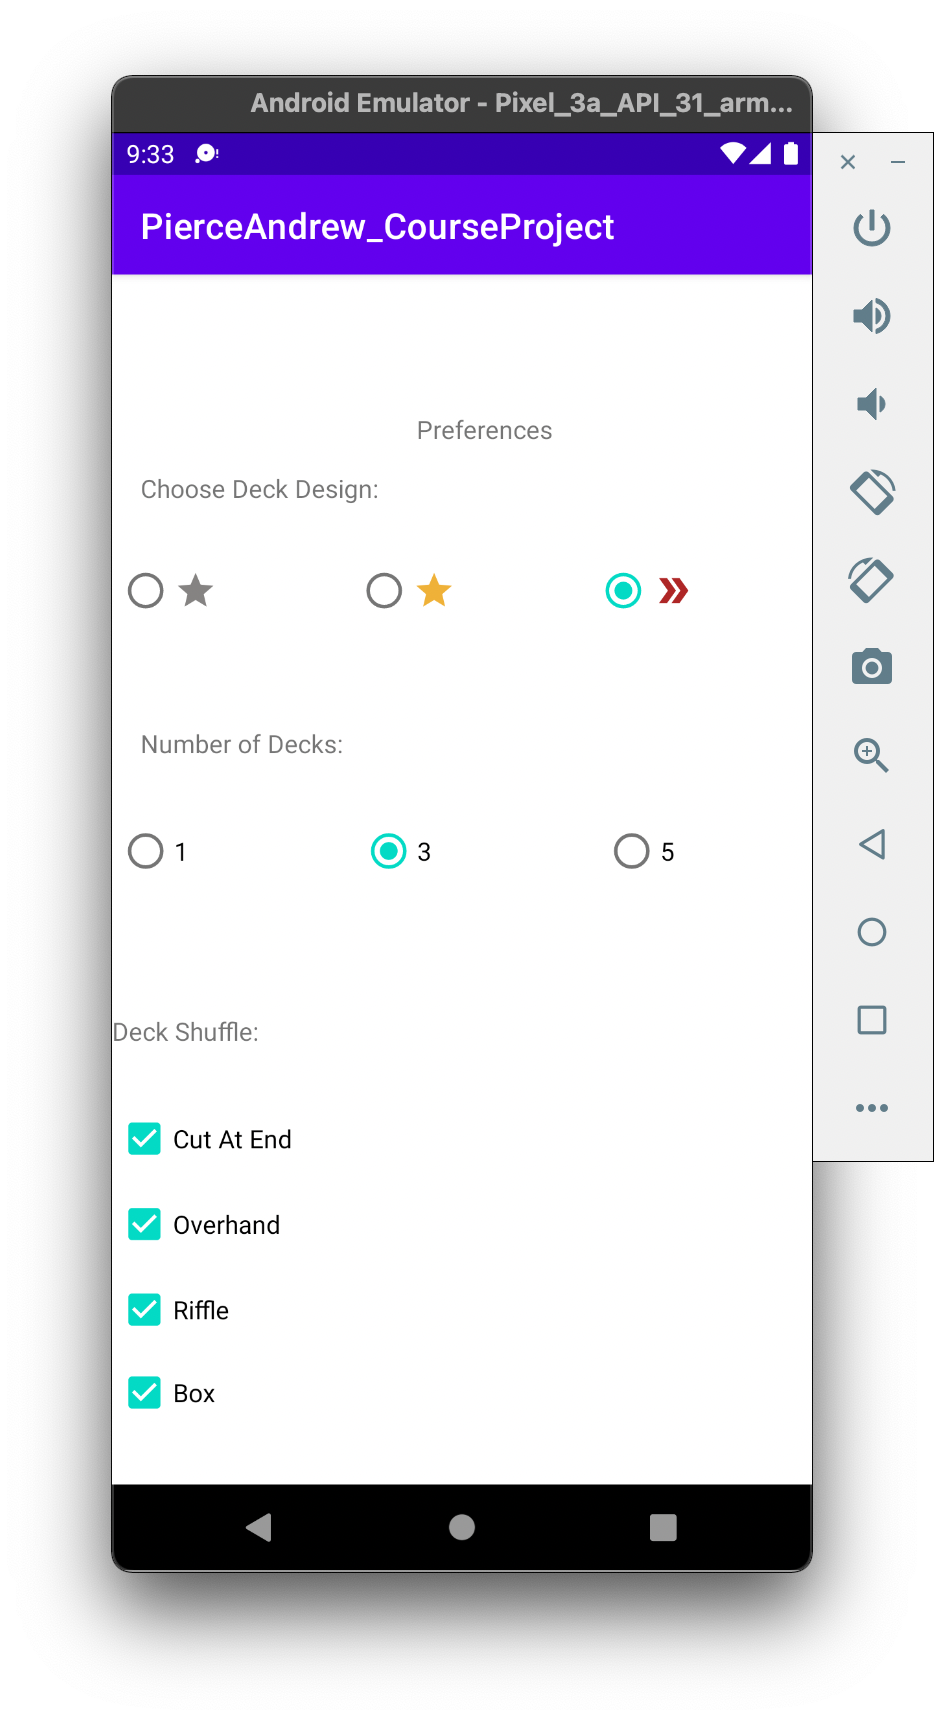 Android Emulator - Pixel_3a_API_31_arm...
9:33
PierceAndrew_CourseProject
Preferences
Choose Deck Design:
Number of Decks:
1 3 5
Deck Shuffle:
Cut At End
Overhand
Riffle
Box